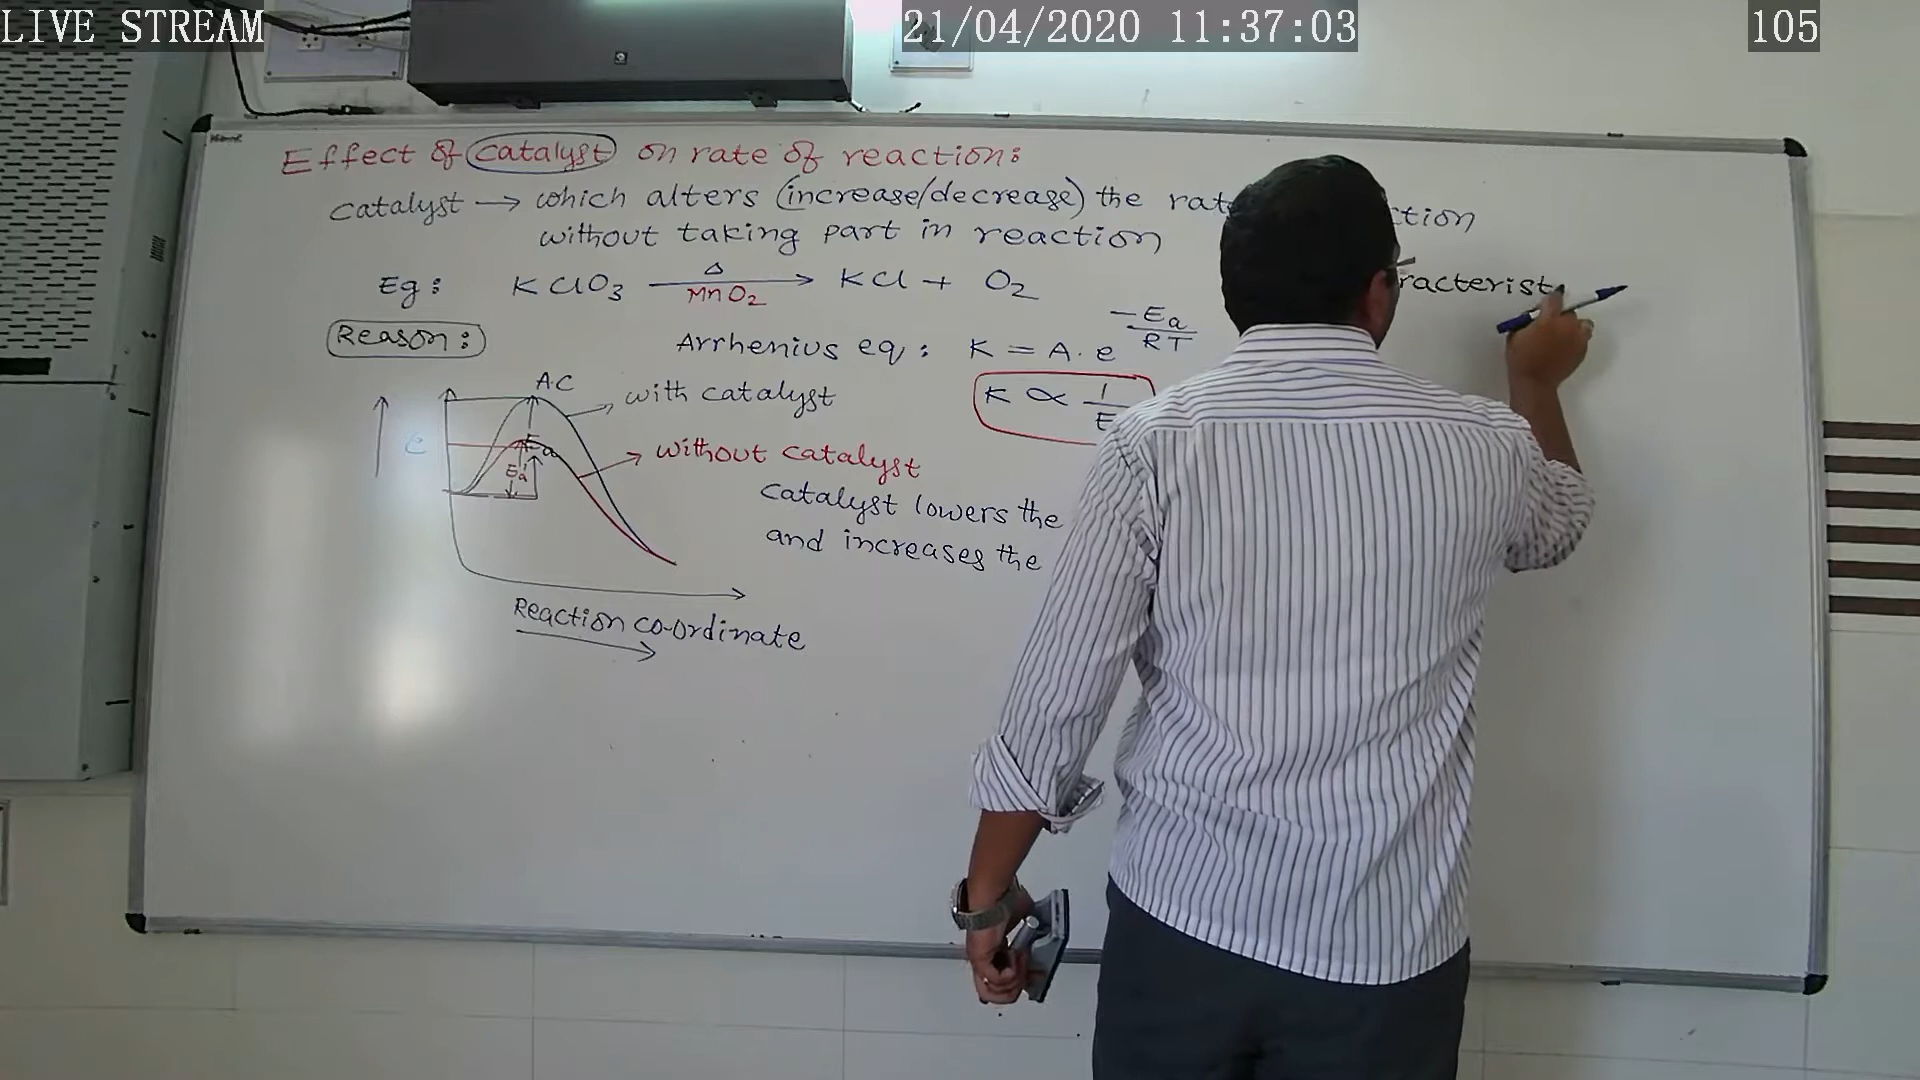 LIVE STREAM
21/04/2020 11:37:03
105
Effect of catalyst on rate of reaction:
catalyst → which alters (increase/decrease) the rat ction
without taking part in reaction
Eg: KClO3 —Δ/MnO2→ KCl + O2
racterist
Reason:
Arrhenius eq: K = A. e -Ea/RT
K ∝ 1/E
A.C
with catalyst
e
Ea
E'a
without catalyst
catalyst lowers the
and increases the
Reaction co-ordinate